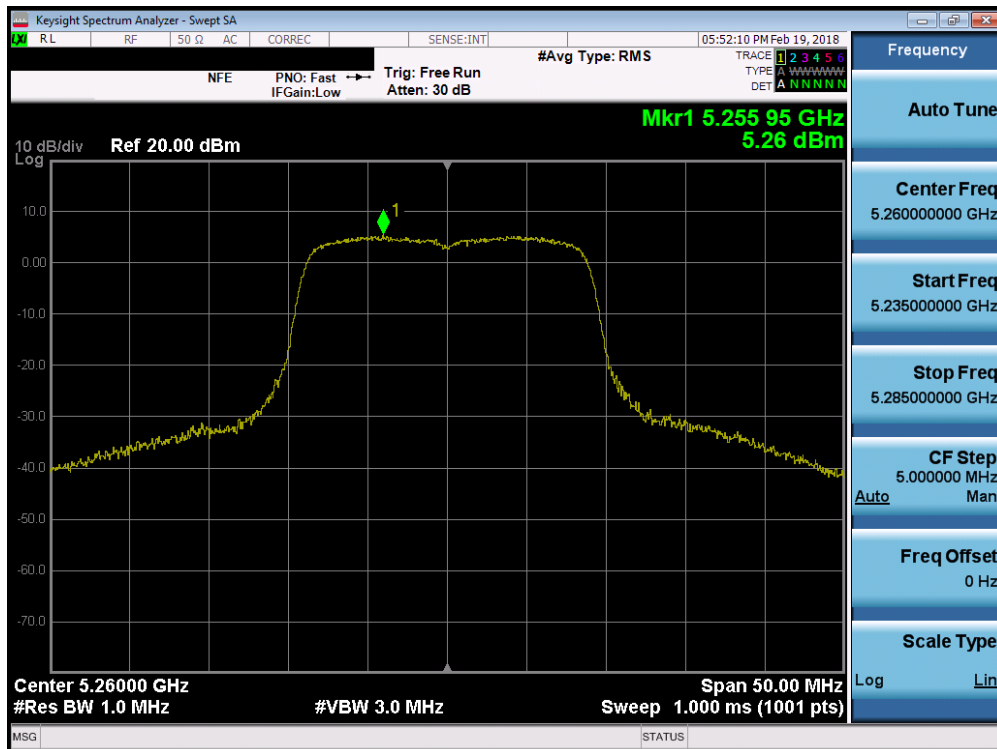 Keysight Spectrum Analyzer - Swept SA
LXI RL RF 50 Ω AC CORREC SENSE:INT 05:52:10 PM Feb 19, 2018
Frequency
#Avg Type: RMS
TRACE 1 2 3 4 5 6
NFE PNO: Fast Trig: Free Run
TYPE A WWWWW
IFGain:Low Atten: 30 dB
DET A N N N N N
Auto Tune
Mkr1 5.255 95 GHz
5.26 dBm
10 dB/div Ref 20.00 dBm
Log
Center Freq
5.260000000 GHz
Start Freq
5.235000000 GHz
Stop Freq
5.285000000 GHz
CF Step
5.000000 MHz
Auto Man
Freq Offset
0 Hz
Scale Type
Log Lin
1
10.0
0.00
-10.0
-20.0
-30.0
-40.0
-50.0
-60.0
-70.0
Center 5.26000 GHz Span 50.00 MHz
#Res BW 1.0 MHz #VBW 3.0 MHz Sweep 1.000 ms (1001 pts)
MSG STATUS